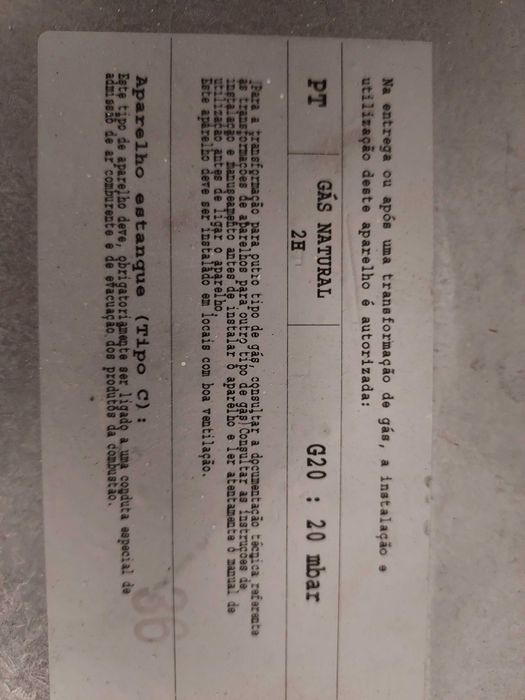 Na entrega ou após uma transformação de gás, a instalação e
utilização deste aparelho é autorizada:
PT
GÁS NATURAL
2H
G20 : 20 mbar
(Para a transformação para outro tipo de gás, consultar a documentação técnica referente
às transformações de aparelhos para outro tipo de gás)Consultar as instruções de
instalação e manuseamento antes de instalar o aparelho e ler atentamente o manual de
utilização antes de ligar o aparelho.
Este aparelho deve ser instalado em locais com boa ventilação.
Aparelho estanque (Tipo C):
Este tipo de aparelho deve, obrigatoriamente ser ligado a uma conduta especial de
admissão de ar comburente e de evacuação dos produtos da combustão.
36